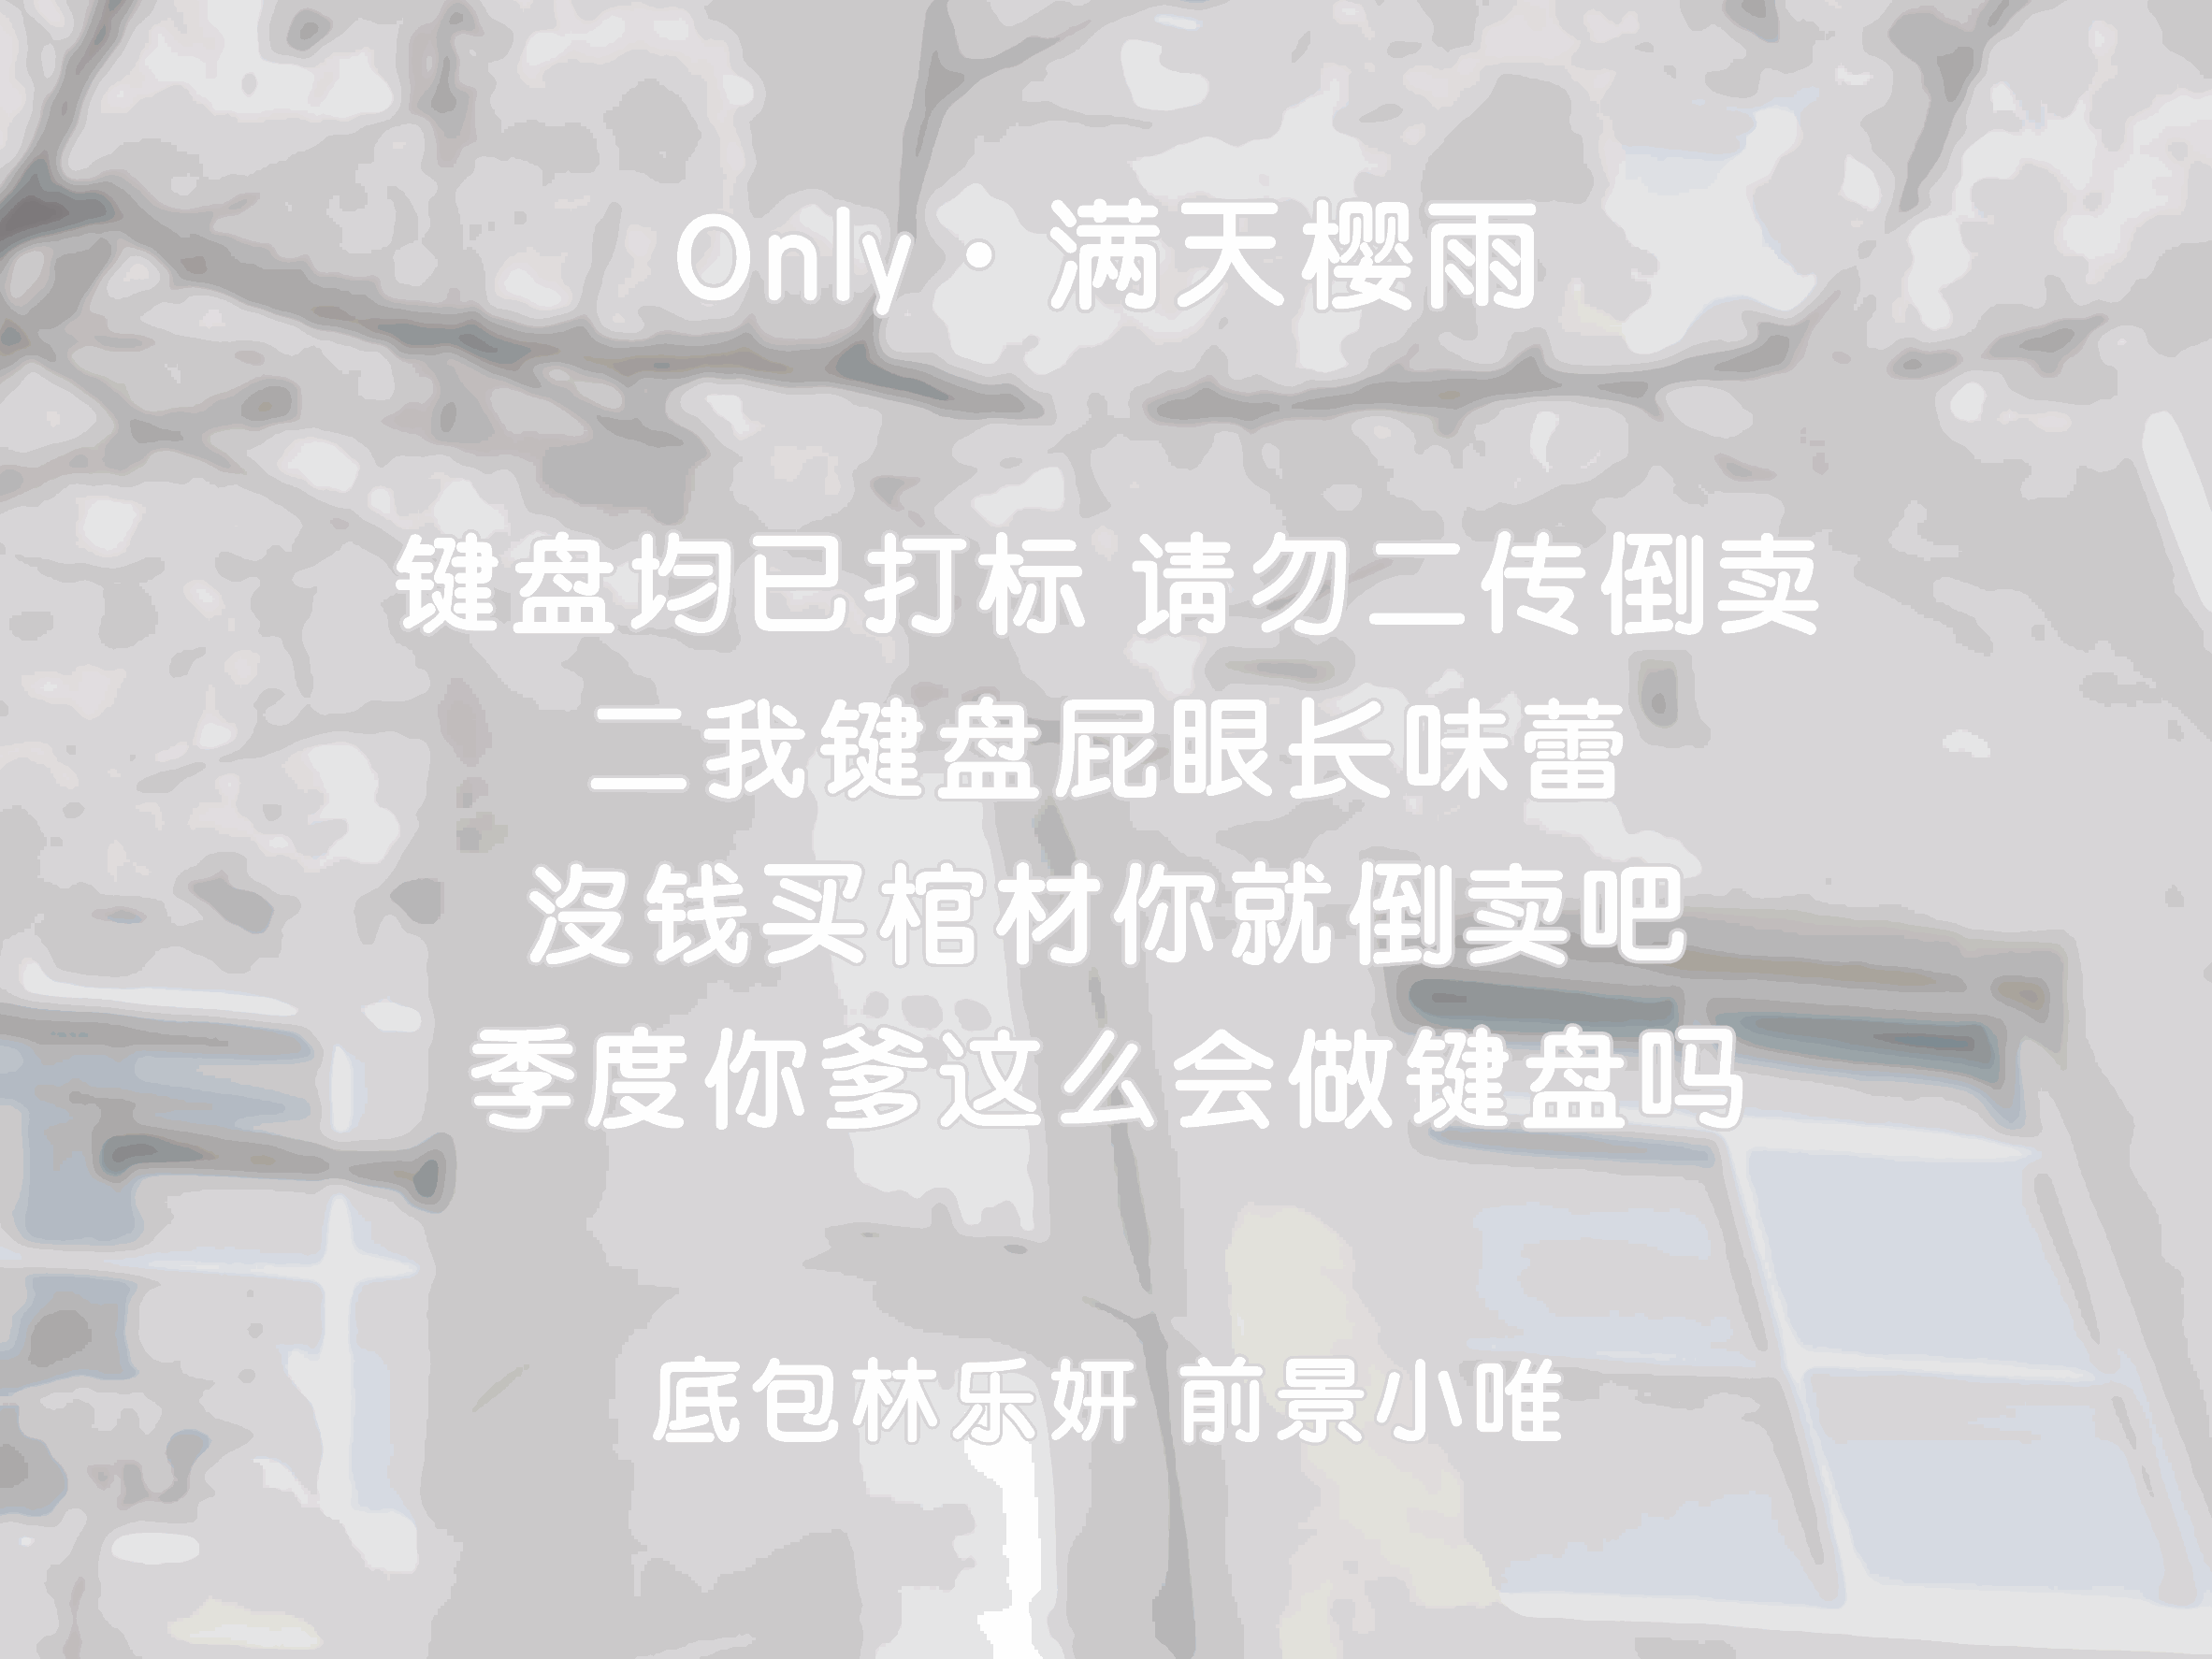 Only · 满天樱雨
键盘均已打标 请勿二传倒卖
二我键盘屁眼长味蕾
没钱买棺材你就倒卖吧
季度你爹这么会做键盘吗
底包林乐妍 前景小唯